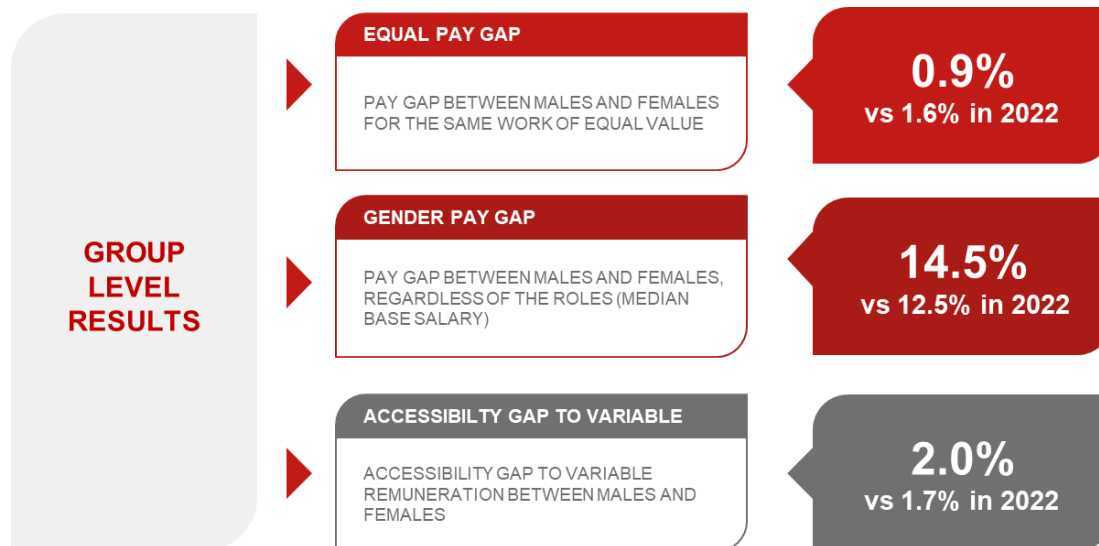 GROUP
LEVEL
RESULTS
EQUAL PAY GAP
PAY GAP BETWEEN MALES AND FEMALES
FOR THE SAME WORK OF EQUAL VALUE
0.9%
vs 1.6% in 2022
GENDER PAY GAP
PAY GAP BETWEEN MALES AND FEMALES,
REGARDLESS OF THE ROLES (MEDIAN
BASE SALARY)
14.5%
vs 12.5% in 2022
ACCESSIBILTY GAP TO VARIABLE
ACCESSIBILITY GAP TO VARIABLE
REMUNERATION BETWEEN MALES AND
FEMALES
2.0%
vs 1.7% in 2022